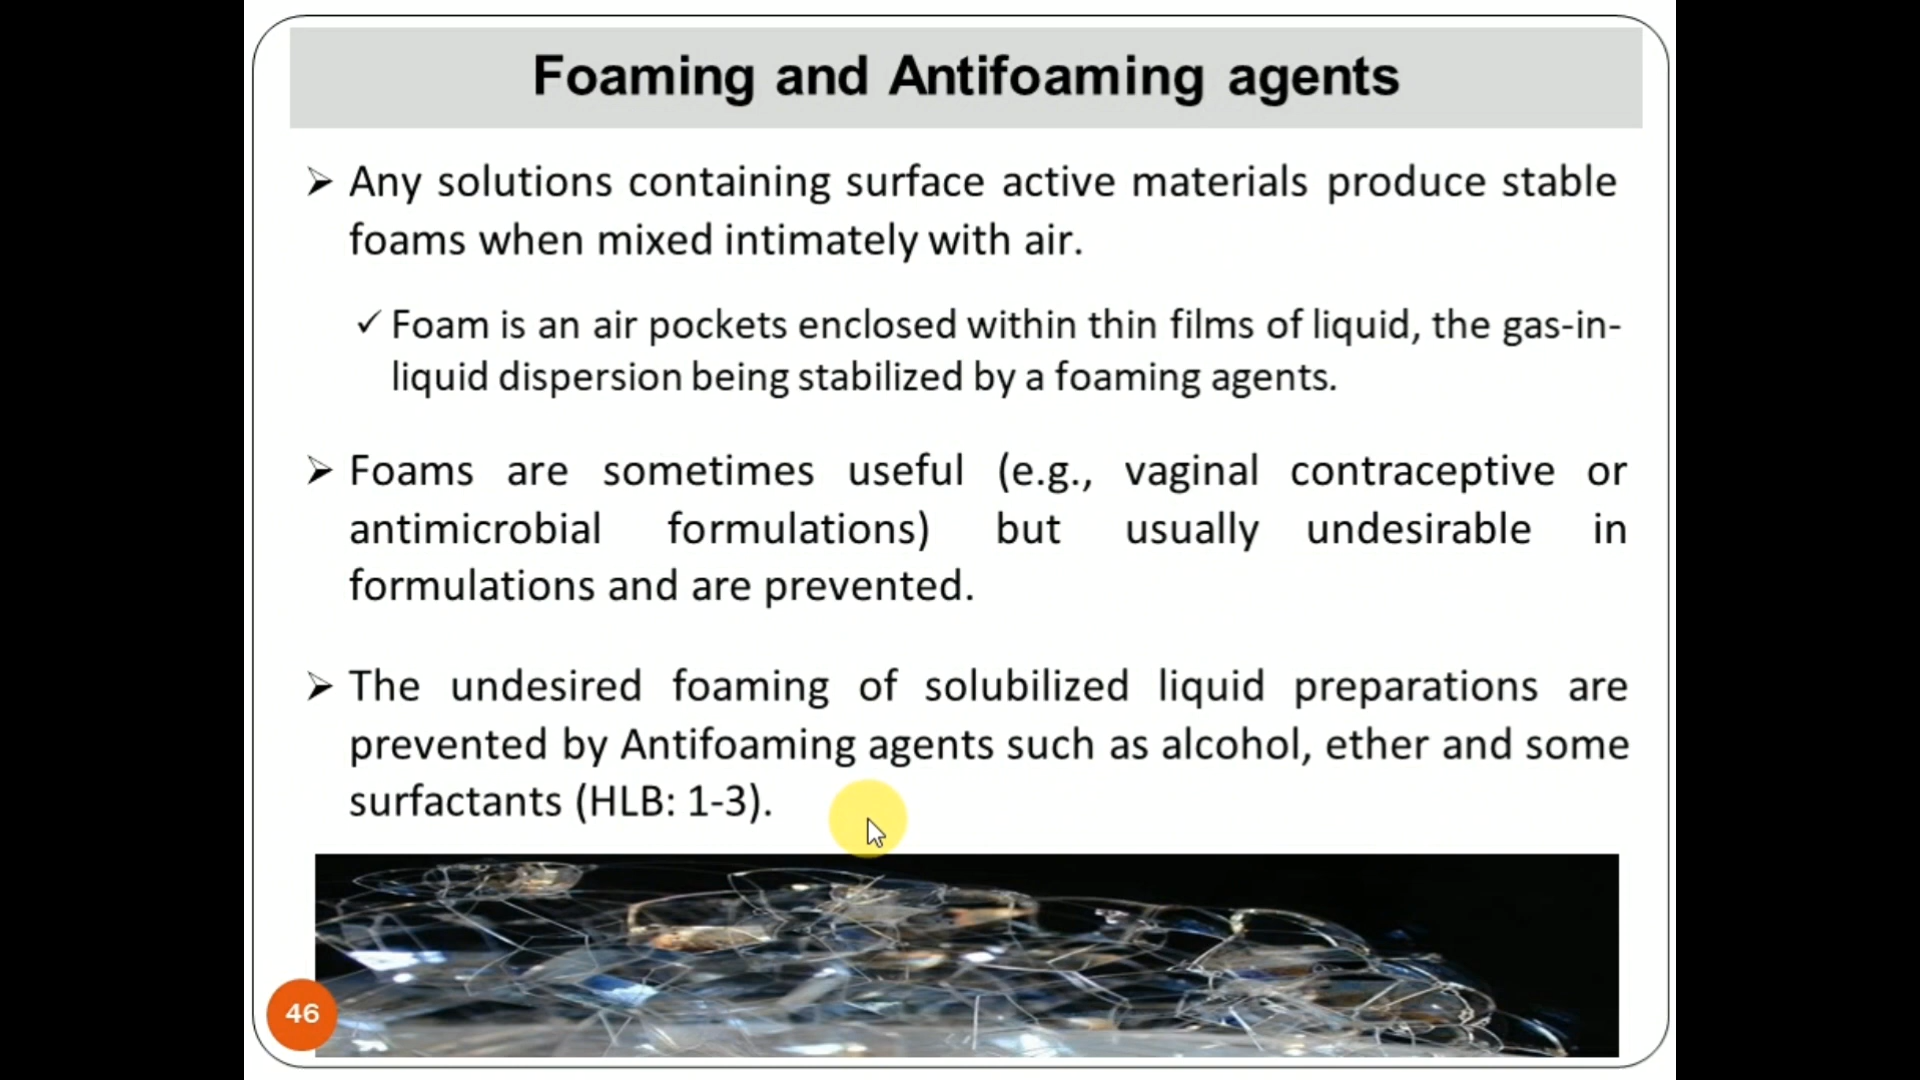 Foaming and Antifoaming agents
➢ Any solutions containing surface active materials produce stable
foams when mixed intimately with air.
✓ Foam is an air pockets enclosed within thin films of liquid, the gas-in-
liquid dispersion being stabilized by a foaming agents.
➢ Foams are sometimes useful (e.g., vaginal contraceptive or
antimicrobial formulations) but usually undesirable in
formulations and are prevented.
➢ The undesired foaming of solubilized liquid preparations are
prevented by Antifoaming agents such as alcohol, ether and some
surfactants (HLB: 1-3).
46